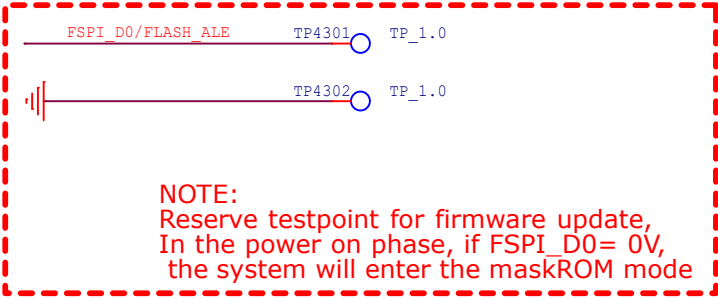 FSPI_D0/FLASH_ALE TP4301 TP_1.0
TP4302 TP_1.0
NOTE:
Reserve testpoint for firmware update,
In the power on phase, if FSPI_D0= 0V,
the system will enter the maskROM mode